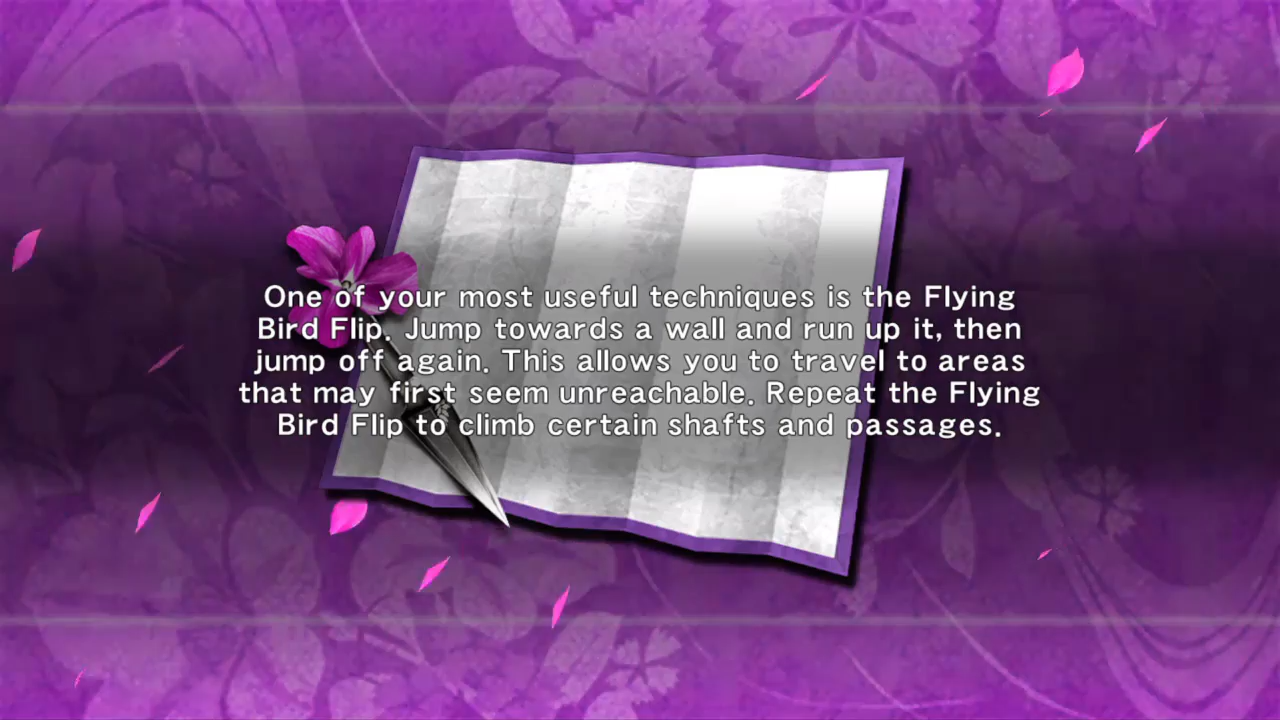 One of your most useful techniques is the Flying
Bird Flip. Jump towards a wall and run up it, then
jump off again. This allows you to travel to areas
that may first seem unreachable. Repeat the Flying
Bird Flip to climb certain shafts and passages.